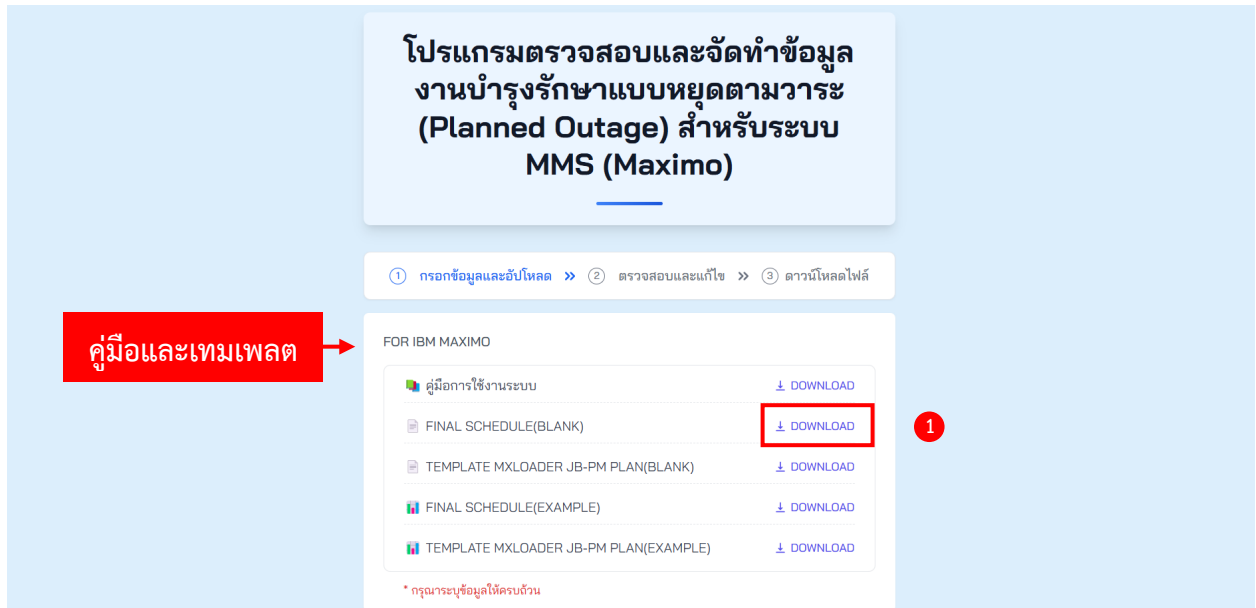 โปรแกรมตรวจสอบและจัดทำข้อมูล
งานบำรุงรักษาแบบหยุดตามวาระ
(Planned Outage) สำหรับระบบ
MMS (Maximo)
1 กรอกข้อมูลและอัปโหลด » 2 ตรวจสอบและแก้ไข » 3 ดาวน์โหลดไฟล์
คู่มือและเทมเพลต
FOR IBM MAXIMO
คู่มือการใช้งานระบบ DOWNLOAD
FINAL SCHEDULE(BLANK) DOWNLOAD
1
TEMPLATE MXLOADER JB-PM PLAN(BLANK) DOWNLOAD
FINAL SCHEDULE(EXAMPLE) DOWNLOAD
TEMPLATE MXLOADER JB-PM PLAN(EXAMPLE) DOWNLOAD
* กรุณาระบุข้อมูลให้ครบถ้วน